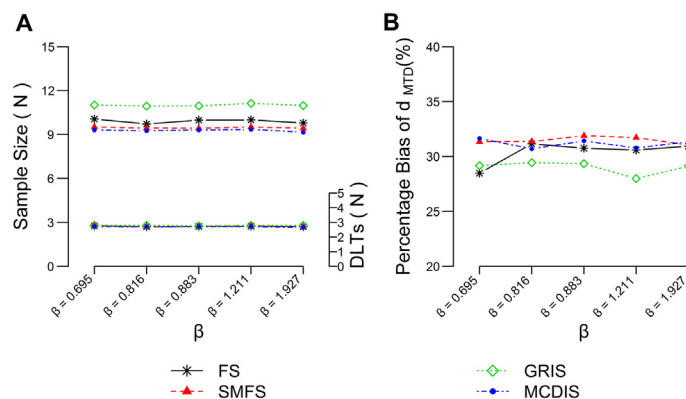 A
Sample Size ( N )
15
12
9
6
3
0
5
4
3
2
1
0
DLTs ( N )
β = 0.695
β = 0.816
β = 0.883
β = 1.211
β = 1.927
β
B
Percentage Bias of d MTD(%)
40
35
30
25
20
β = 0.695
β = 0.816
β = 0.883
β = 1.211
β = 1.927
β
FS
SMFS
GRIS
MCDIS